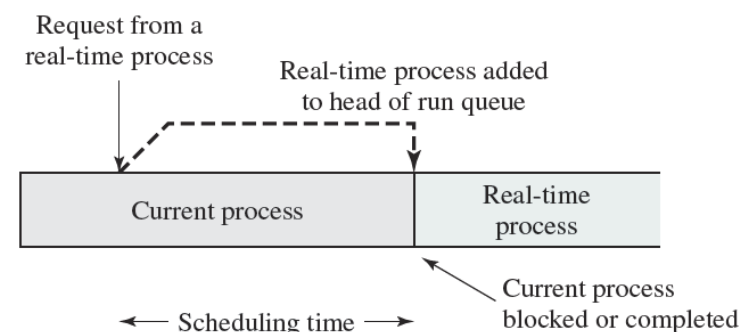 Request from a
real-time process
Real-time process added
to head of run queue
Current process
Real-time
process
Current process
blocked or completed
Scheduling time